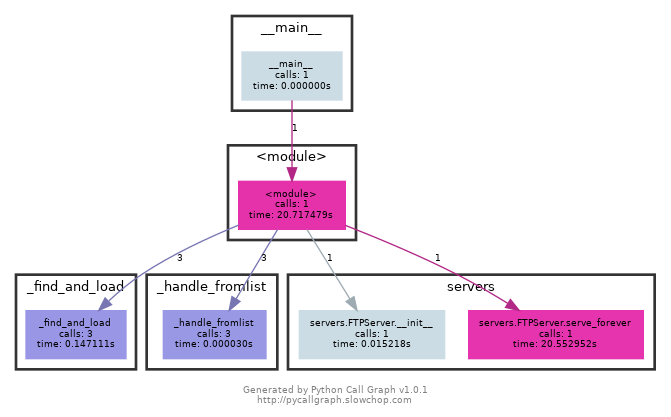 __main__
__main__
calls: 1
time: 0.000000s
1
<module>
<module>
calls: 1
time: 20.717479s
3
3
1
1
_find_and_load
_find_and_load
calls: 3
time: 0.147111s
_handle_fromlist
_handle_fromlist
calls: 3
time: 0.000030s
servers
servers.FTPServer.__init__
calls: 1
time: 0.015218s
servers.FTPServer.serve_forever
calls: 1
time: 20.552952s
Generated by Python Call Graph v1.0.1
http://pycallgraph.slowchop.com